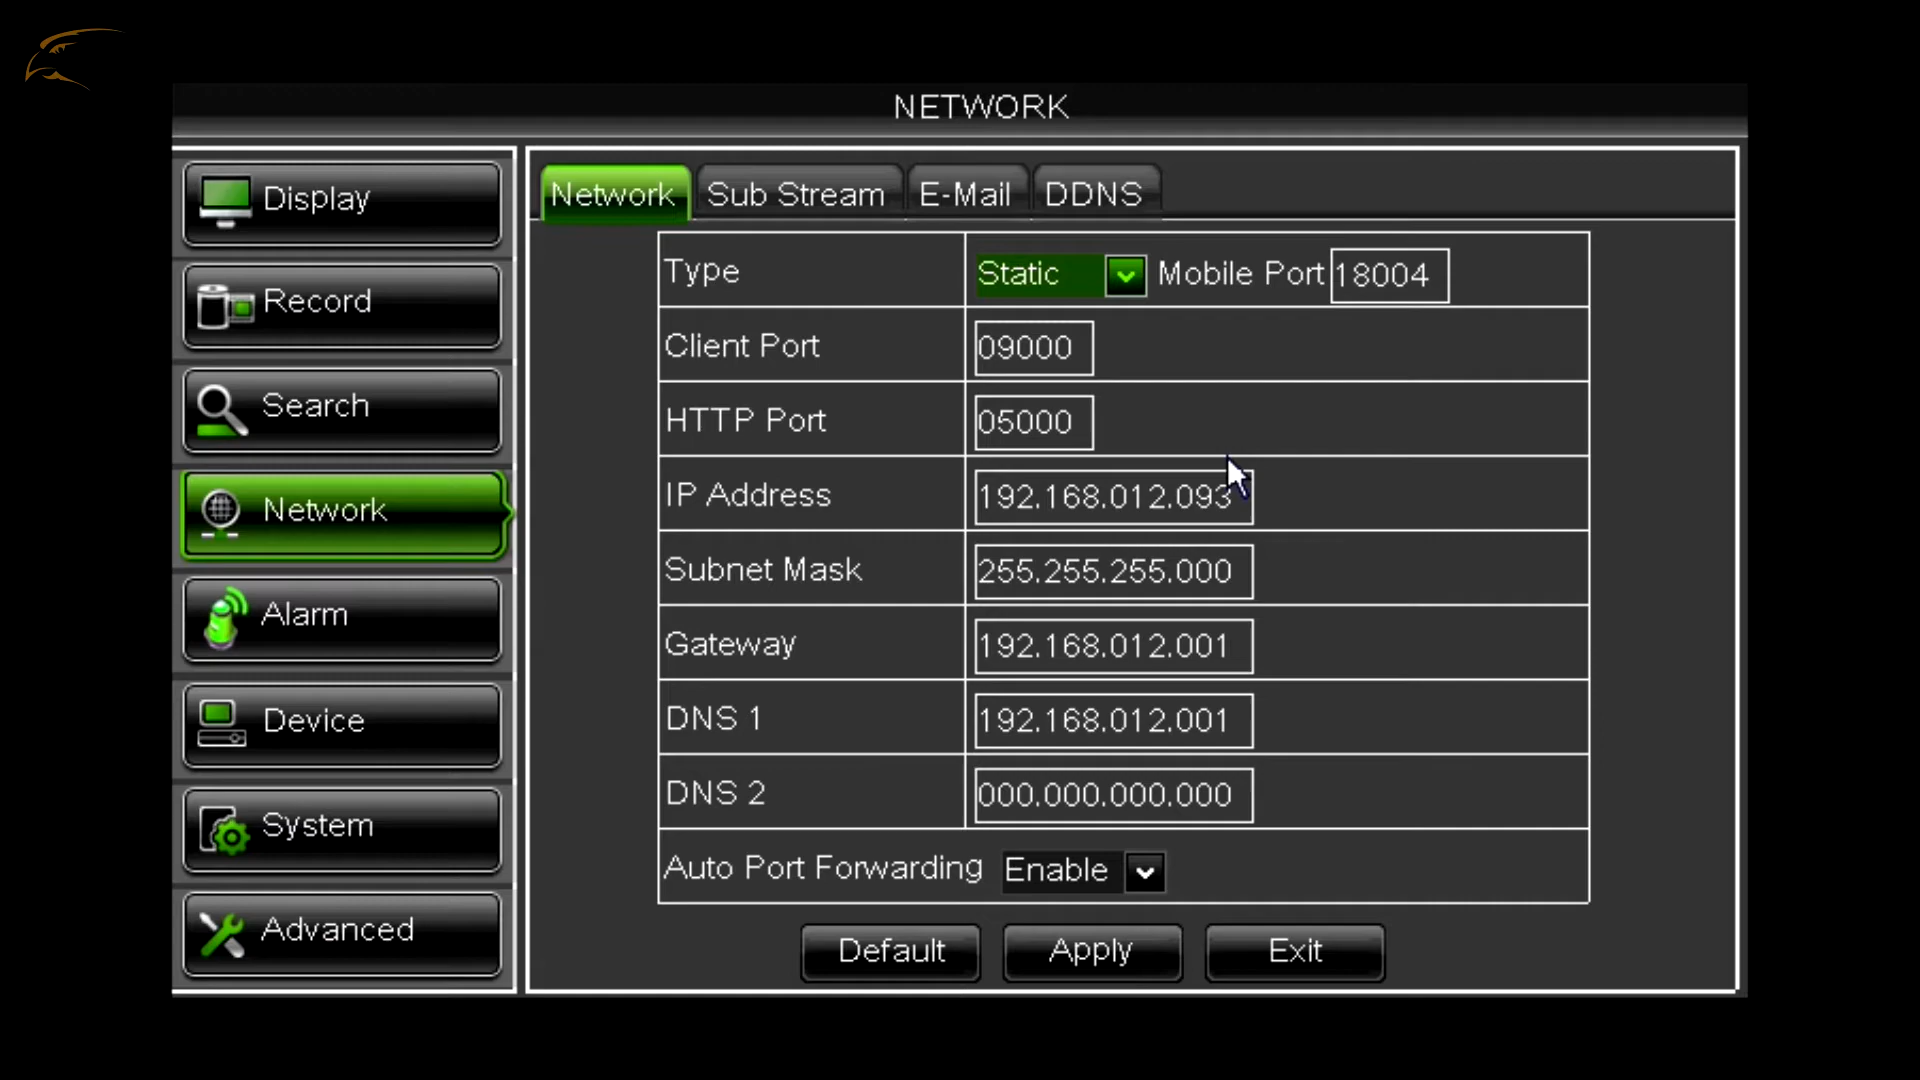 NETWORK
Display
Record
Search
Network
Alarm
Device
System
Advanced
Network Sub Stream E-Mail DDNS
Type Static Mobile Port 18004
Client Port 09000
HTTP Port 05000
IP Address 192.168.012.093
Subnet Mask 255.255.255.000
Gateway 192.168.012.001
DNS 1 192.168.012.001
DNS 2 000.000.000.000
Auto Port Forwarding Enable
Default Apply Exit